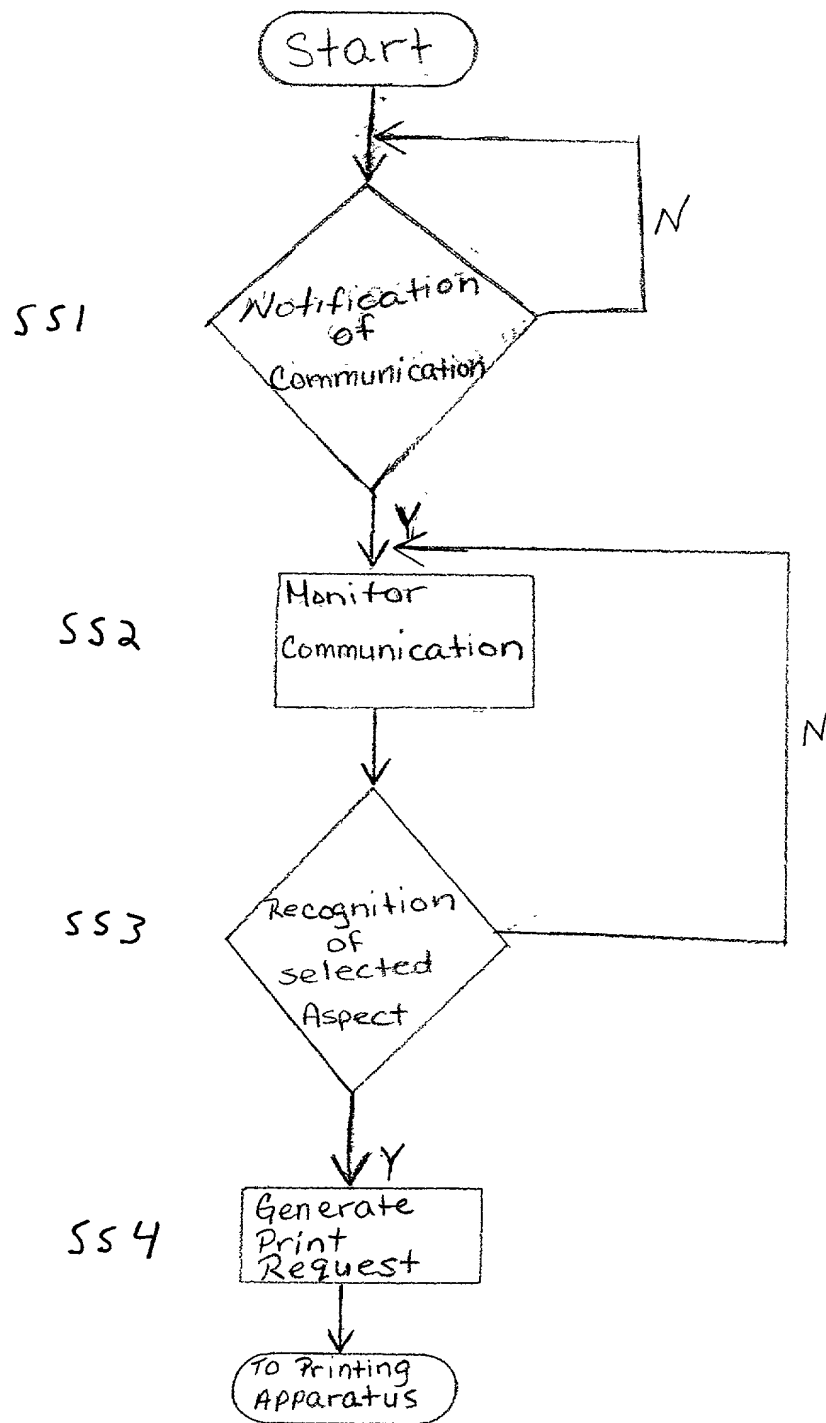 Start
N
SS1
Notification
of
Communication
Y
SS2
Monitor
Communication
N
SS3
Recognition
of
selected
Aspect
Y
SS4
Generate
Print
Request
To Printing
Apparatus